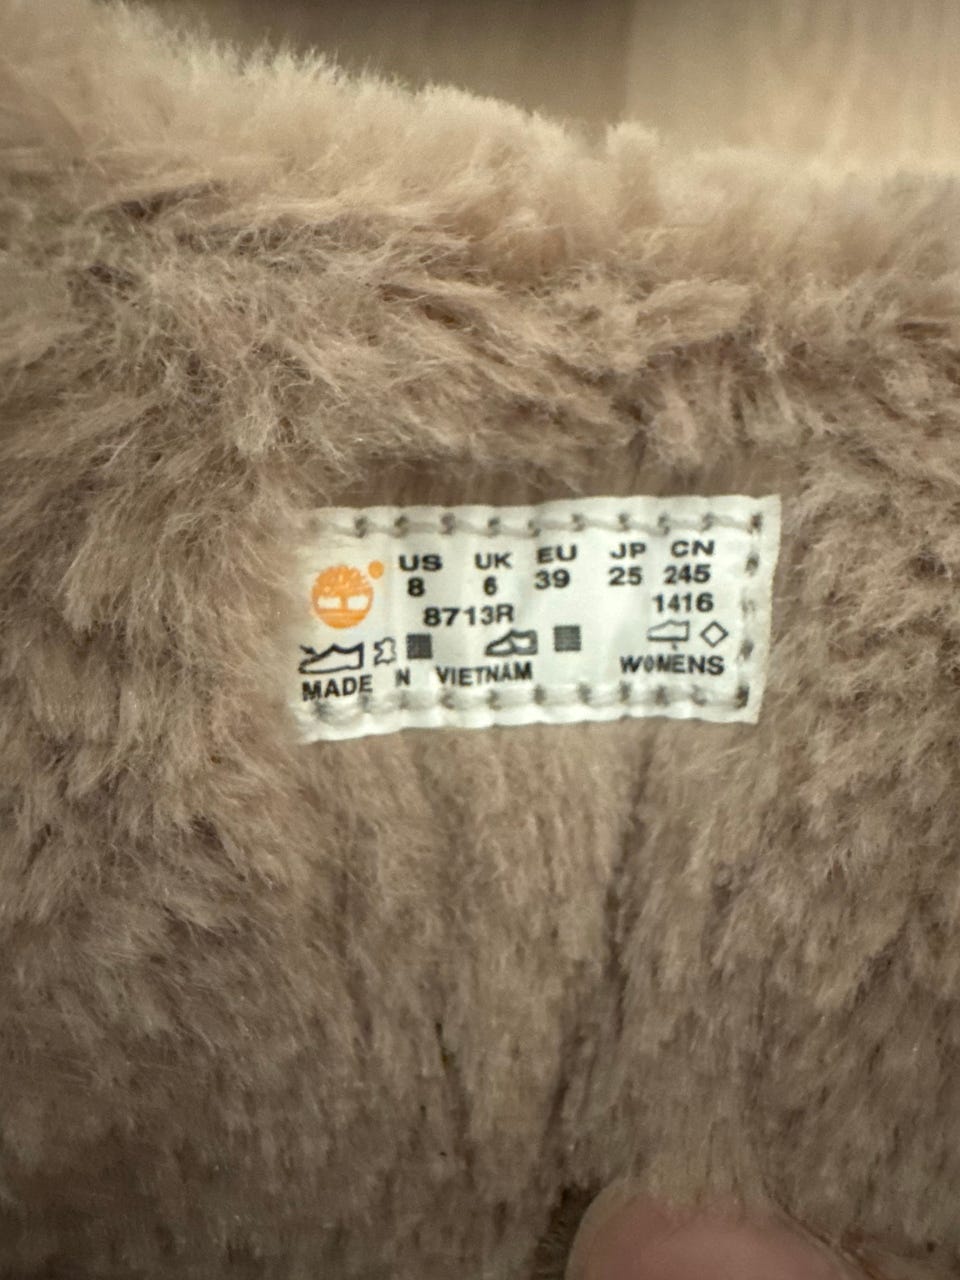 US UK EU JP CN
8 6 39 25 245
8713R 1416
MADE N VIETNAM WOMENS